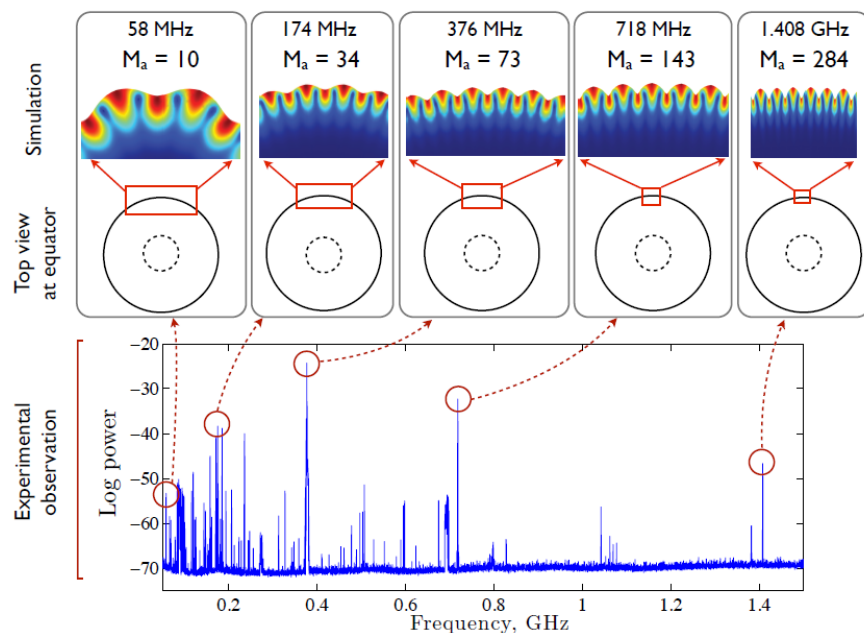 58 MHz
Mₐ = 10
174 MHz
Mₐ = 34
376 MHz
Mₐ = 73
718 MHz
Mₐ = 143
1.408 GHz
Mₐ = 284
Simulation
Top view
at equator
Experimental
observation
Log power
−20
−30
−40
−50
−60
−70
0.2
0.4
0.6
0.8
1
1.2
1.4
Frequency, GHz